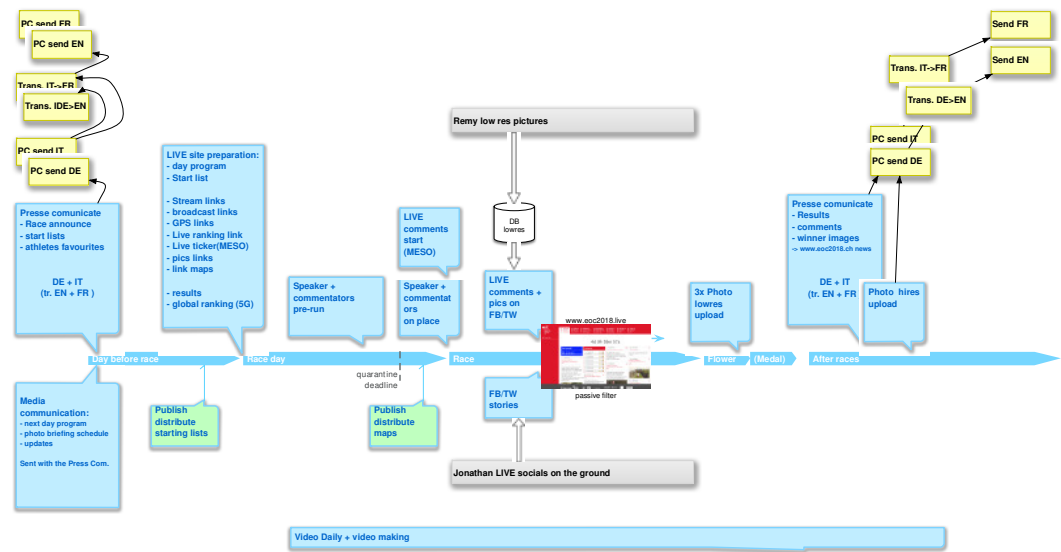 PC send FR
PC send EN
Trans. IT->FR
Trans. IDE>EN
PC send IT
PC send DE
Presse comunicate
- Race announce
- start lists
- athletes favourites
DE + IT
(tr. EN + FR )
LIVE site preparation:
- day program
- Start list
- Stream links
- broadcast links
- GPS links
- Live ranking link
- Live ticker(MESO)
- pics links
- link maps
- results
- global ranking (5G)
Speaker +
commentators
pre-run
LIVE
comments
start
(MESO)
Speaker +
commentat
ors
on place
Remy low res pictures
DB
lowres
LIVE
comments +
pics on
FB/TW
www.eoc2018.live
passive filter
3x Photo
lowres
upload
Send FR
Send EN
Trans. IT->FR
Trans. DE>EN
PC send IT
PC send DE
Presse comunicate
- Results
- comments
- winner images
-> www.eoc2018.ch news
DE + IT
(tr. EN + FR
Photo hires
upload
Day before race
Race day
Race
Flower
(Medal)
After races
quarantine
deadline
Media
communication:
- next day program
- photo briefing schedule
- updates
Sent with the Press Com.
Publish
distribute
starting lists
Publish
distribute
maps
FB/TW
stories
Jonathan LIVE socials on the ground
Video Daily + video making